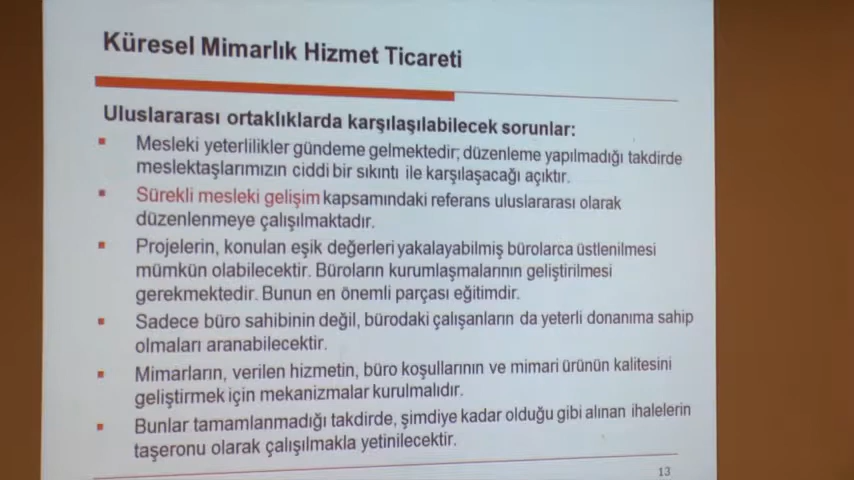 Küresel Mimarlık Hizmet Ticareti
Uluslararası ortaklıklarda karşılaşılabilecek sorunlar:
Mesleki yeterlilikler gündeme gelmektedir; düzenleme yapılmadığı takdirde
meslektaşlarımızın ciddi bir sıkıntı ile karşılaşacağı açıktır.
Sürekli mesleki gelişim kapsamındaki referans uluslararası olarak
düzenlenmeye çalışılmaktadır.
Projelerin, konulan eşik değerleri yakalayabilmiş bürolarca üstlenilmesi
mümkün olabilecektir. Büroların kurumlaşmalarının geliştirilmesi
gerekmektedir. Bunun en önemli parçası eğitimdir.
Sadece büro sahibinin değil, bürodaki çalışanların da yeterli donanıma sahip
olmaları aranabilecektir.
Mimarların, verilen hizmetin, büro koşullarının ve mimari ürünün kalitesini
geliştirmek için mekanizmalar kurulmalıdır.
Bunlar tamamlanmadığı takdirde, şimdiye kadar olduğu gibi alınan ihalelerin
taşeronu olarak çalışılmakla yetinilecektir.
13